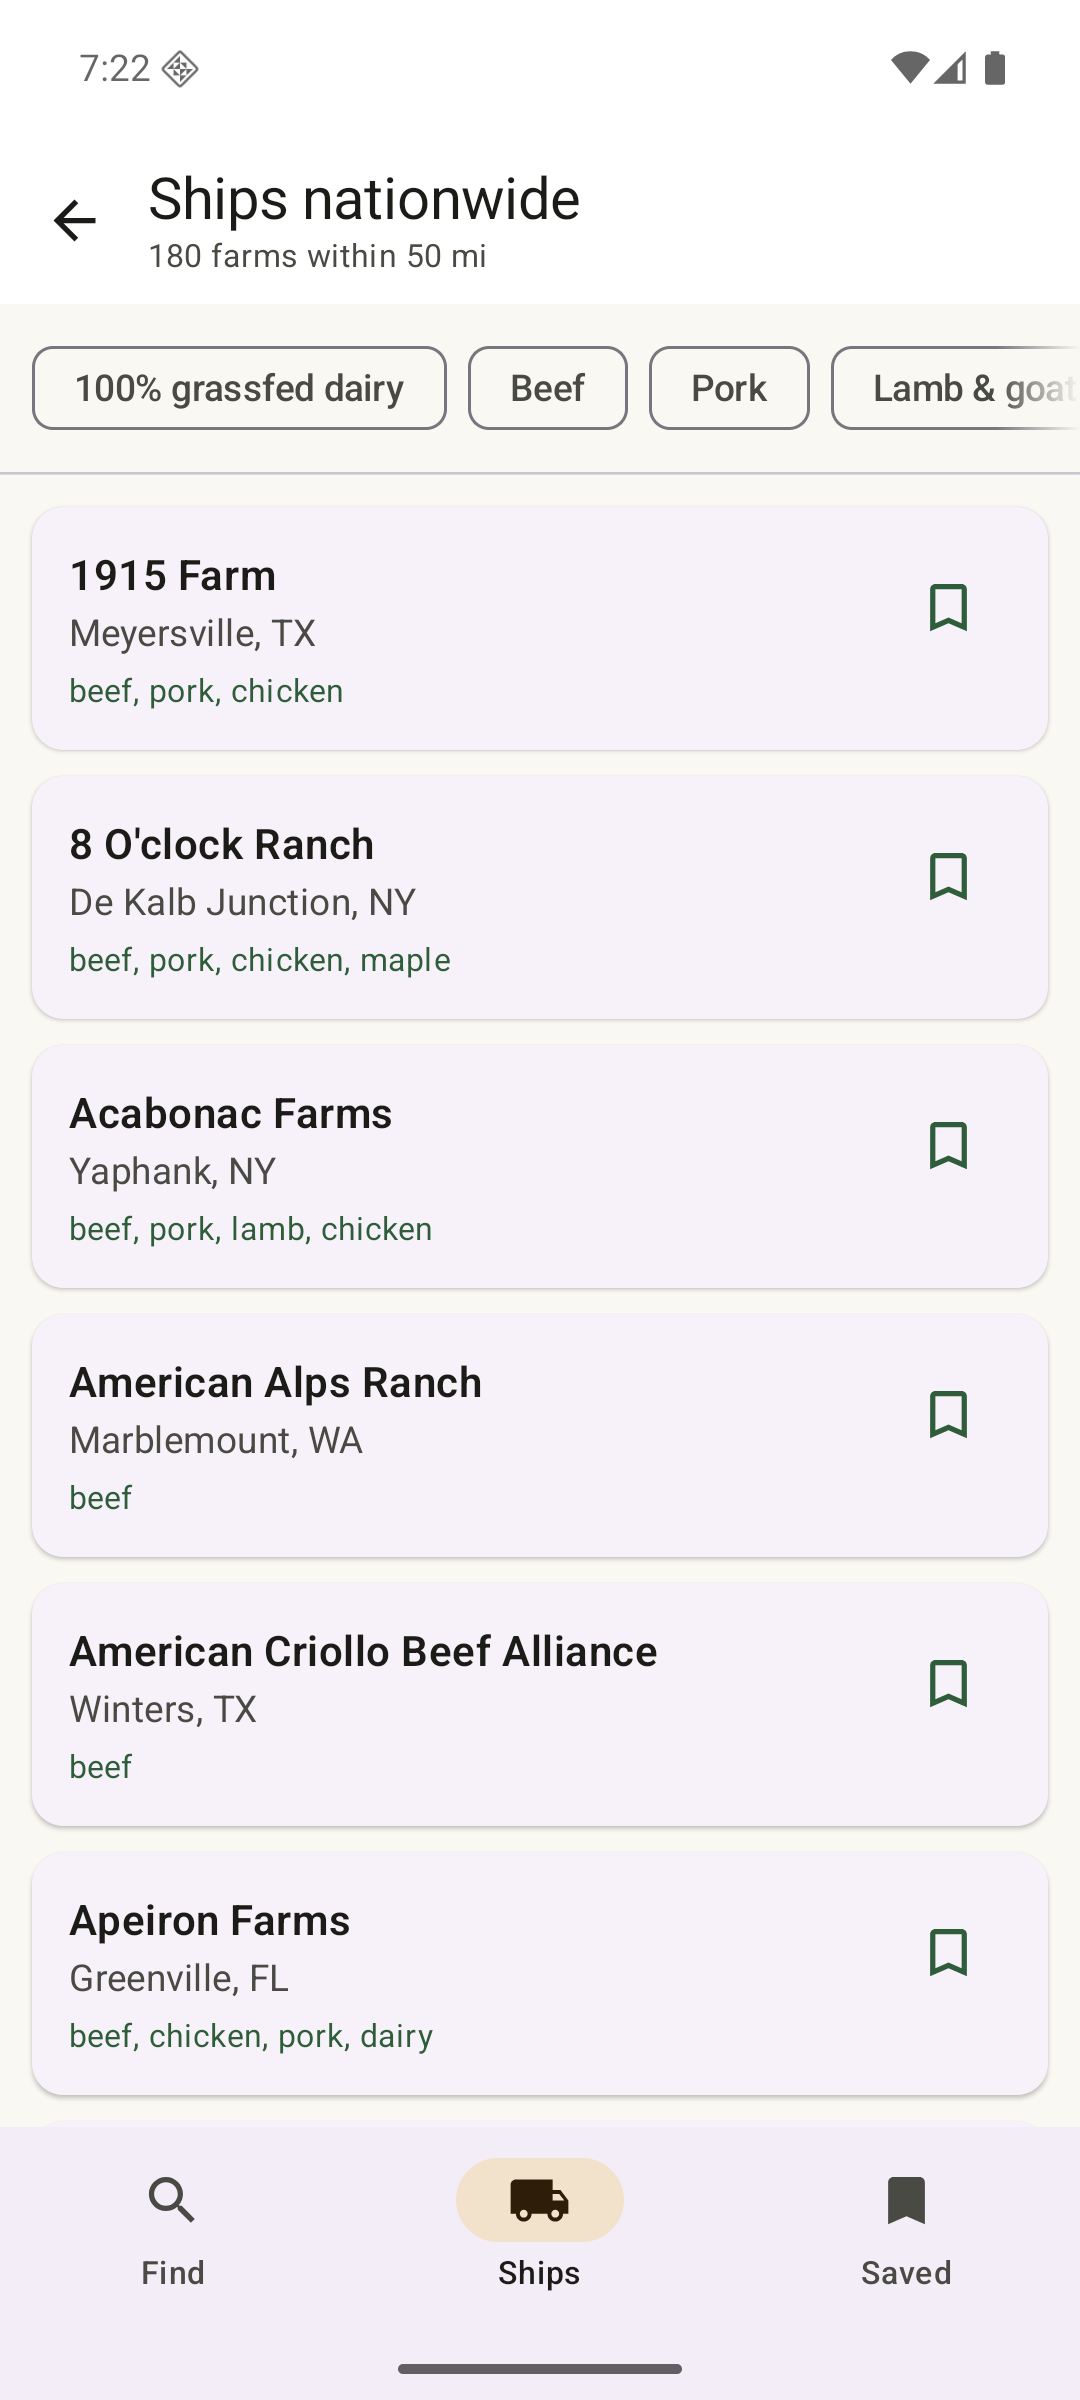 7:22
Ships nationwide
180 farms within 50 mi
100% grassfed dairy
Beef
Pork
Lamb & goat
1915 Farm
Meyersville, TX
beef, pork, chicken
8 O'clock Ranch
De Kalb Junction, NY
beef, pork, chicken, maple
Acabonac Farms
Yaphank, NY
beef, pork, lamb, chicken
American Alps Ranch
Marblemount, WA
beef
American Criollo Beef Alliance
Winters, TX
beef
Apeiron Farms
Greenville, FL
beef, chicken, pork, dairy
Find
Ships
Saved